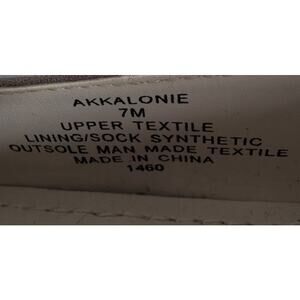 AKKALONIE
7M
UPPER TEXTILE
LINING/SOCK SYNTHETIC
OUTSOLE MAN MADE TEXTILE
MADE IN CHINA
1460